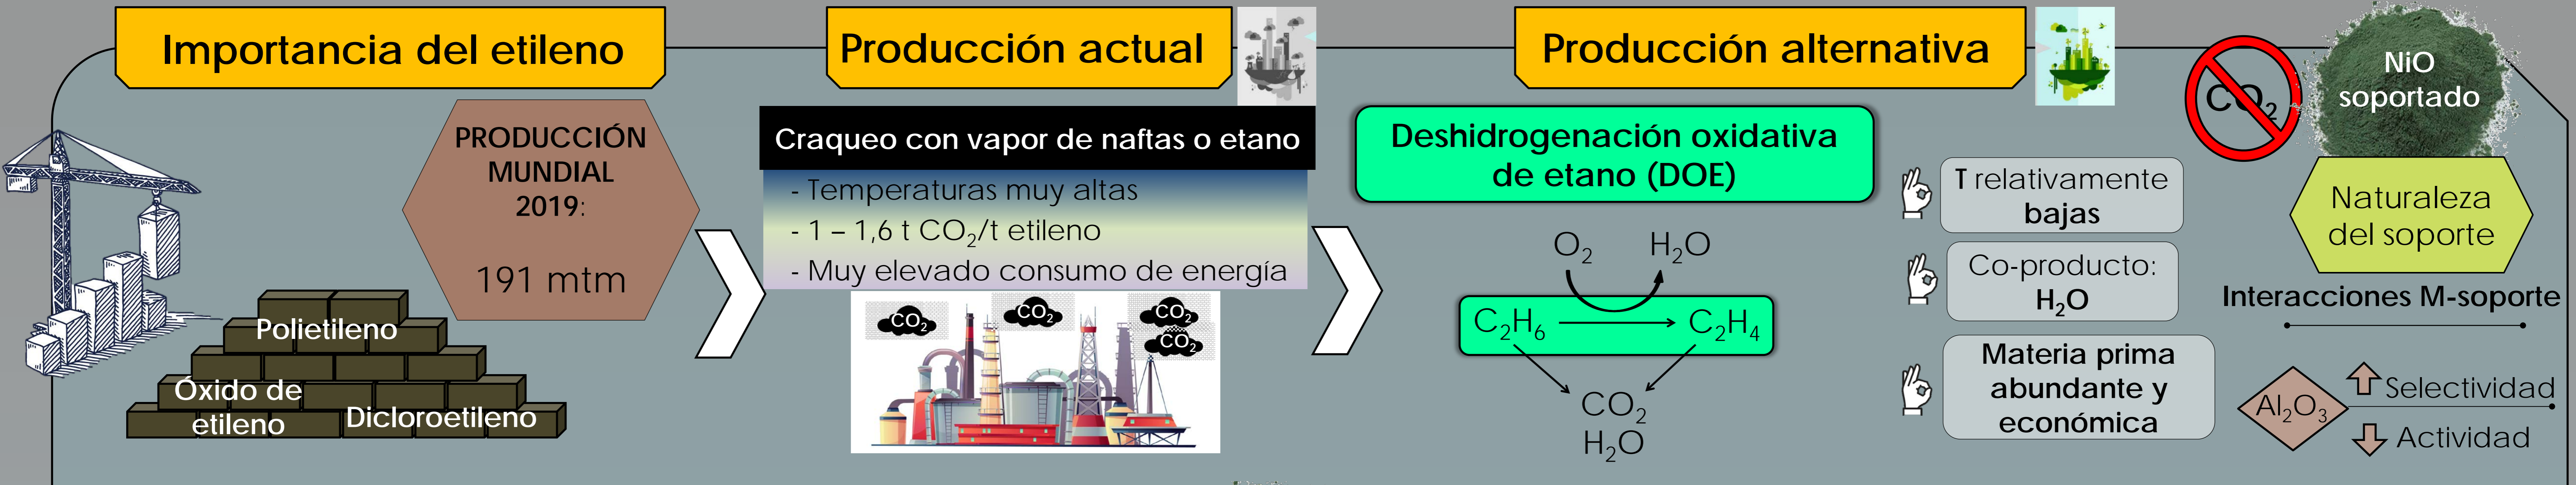 Importancia del etileno
PRODUCCIÓN
MUNDIAL
2019:
191 mtm
Polietileno
Óxido de
etileno
Dicloroetileno
Producción actual
Craqueo con vapor de naftas o etano
- Temperaturas muy altas
- 1 – 1,6 t CO₂/t etileno
- Muy elevado consumo de energía
CO₂
CO₂
CO₂
CO₂
Producción alternativa
Deshidrogenación oxidativa
de etano (DOE)
O₂ H₂O
C₂H₆ C₂H₄
CO₂
H₂O
T relativamente
bajas
Co-producto:
H₂O
Materia prima
abundante y
económica
CO₂
NiO
soportado
Naturaleza
del soporte
Interacciones M-soporte
Al₂O₃
Selectividad
Actividad